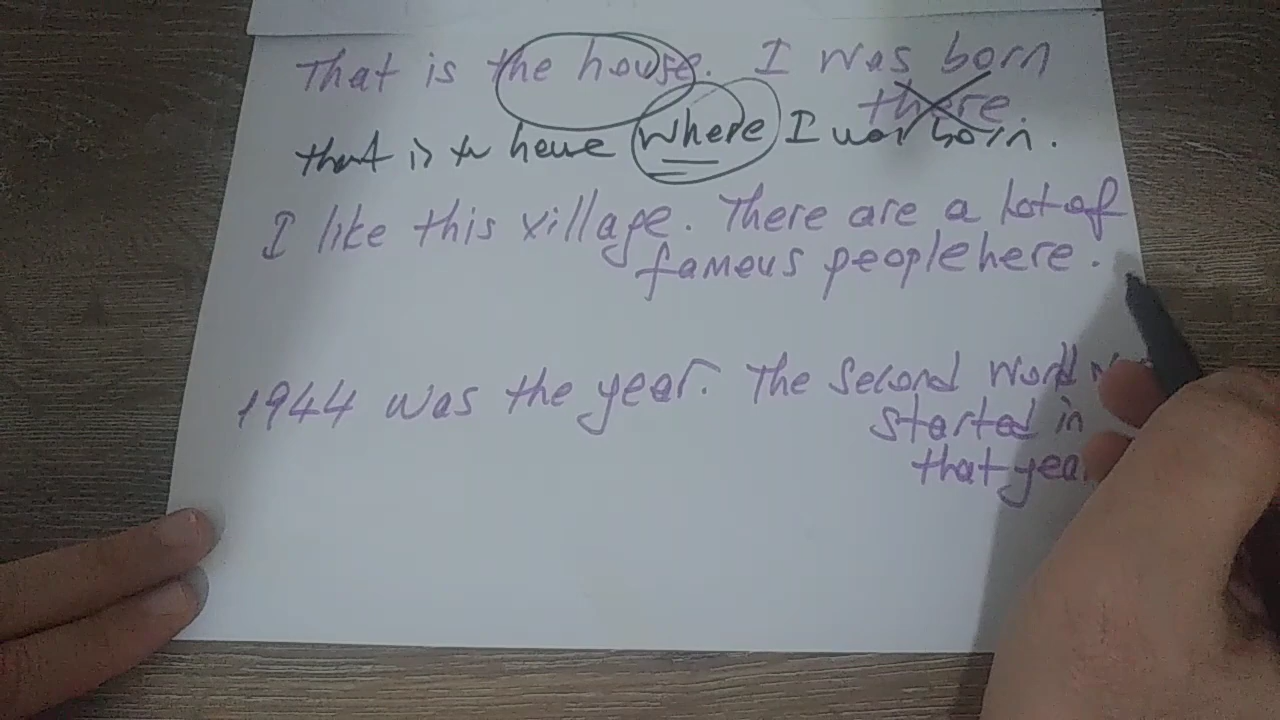 That is the house. I was born
there.
that is the house where I was born.
I like this village. There are a lot of
famous people here.
1944 was the year. The Second Word
started in
that year